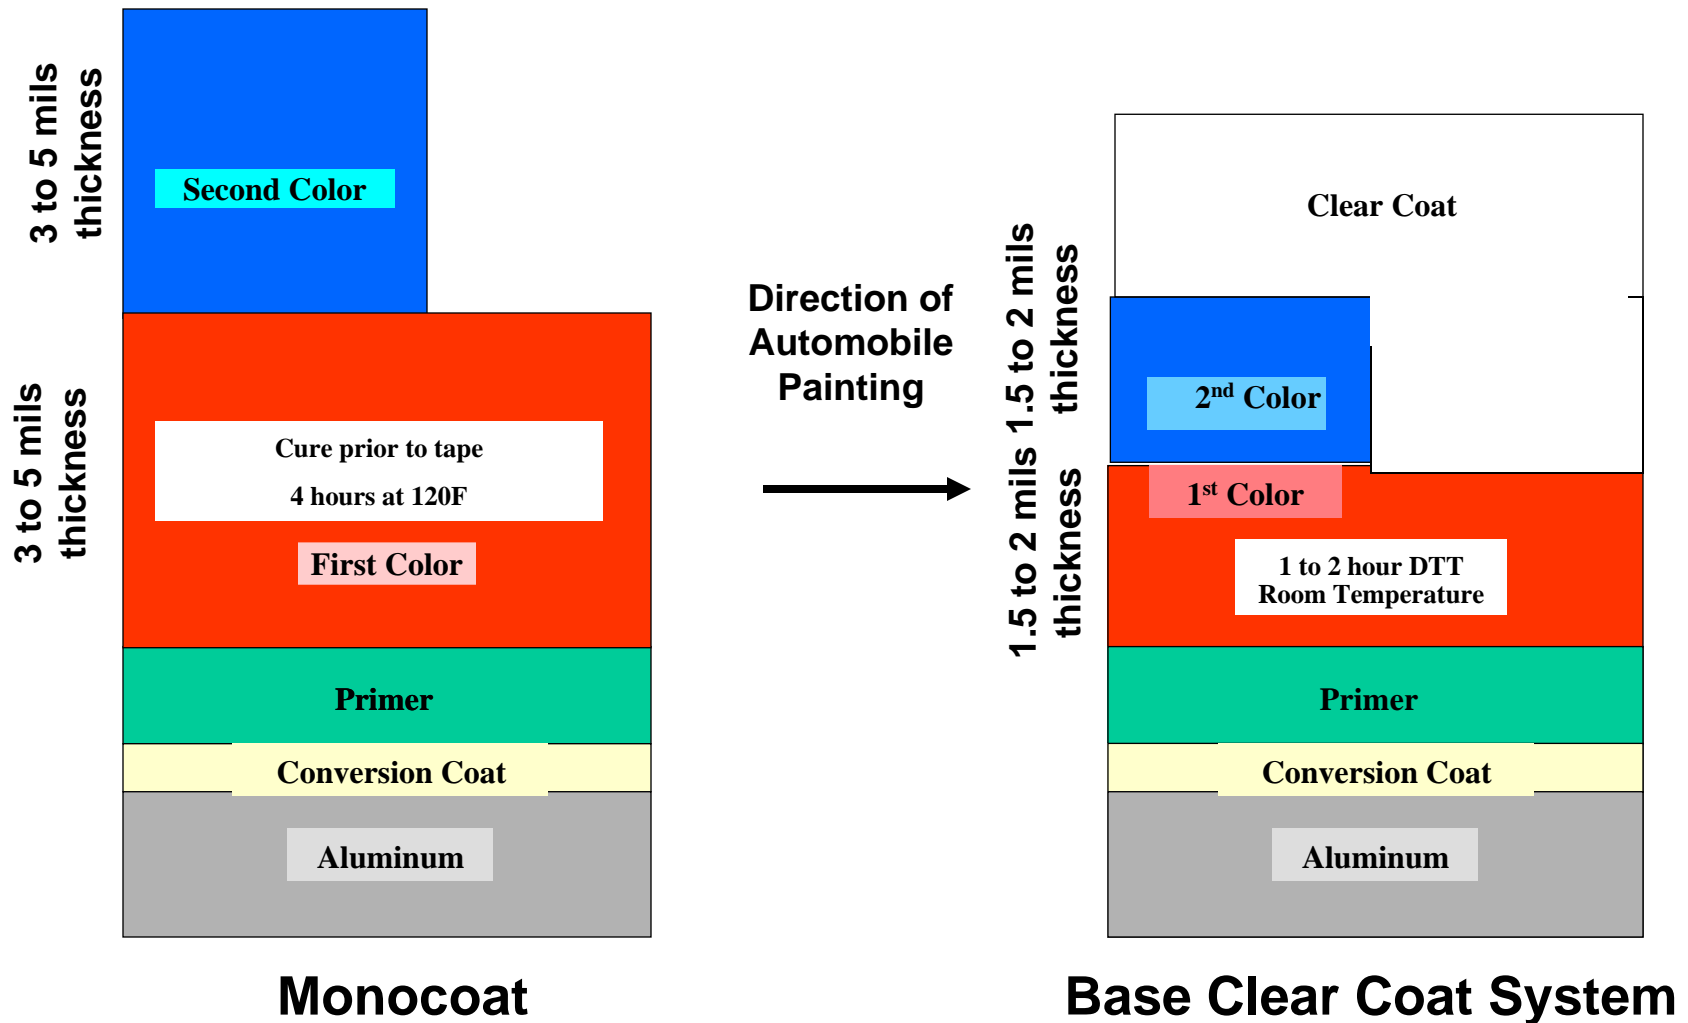 3 to 5 mils
thickness
Second Color
3 to 5 mils
thickness
Cure prior to tape
4 hours at 120F
First Color
Primer
Conversion Coat
Aluminum
Monocoat
Direction of
Automobile
Painting
1.5 to 2 mils
thickness
1.5 to 2 mils
thickness
Clear Coat
2nd Color
1st Color
1 to 2 hour DTT
Room Temperature
Primer
Conversion Coat
Aluminum
Base Clear Coat System